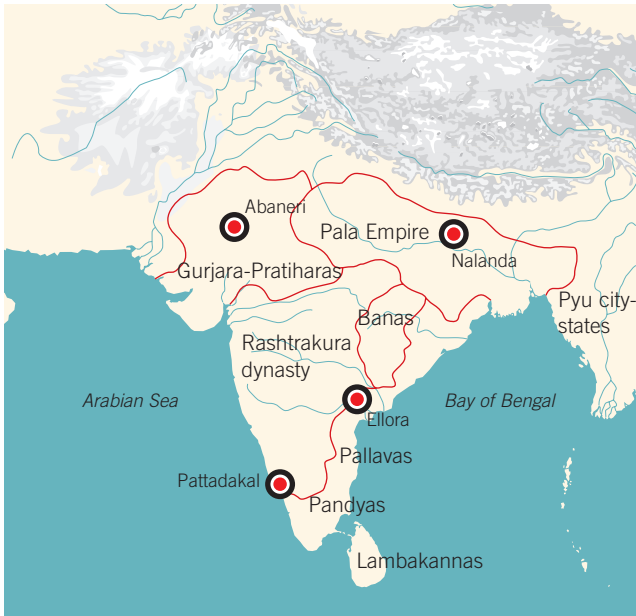 Abaneri
Pala Empire
Nalanda
Gurjara-Pratiharas
Pyu city-
states
Banas
Rashtrakura
dynasty
Arabian Sea
Bay of Bengal
Ellora
Pallavas
Pattadakal
Pandyas
Lambakannas